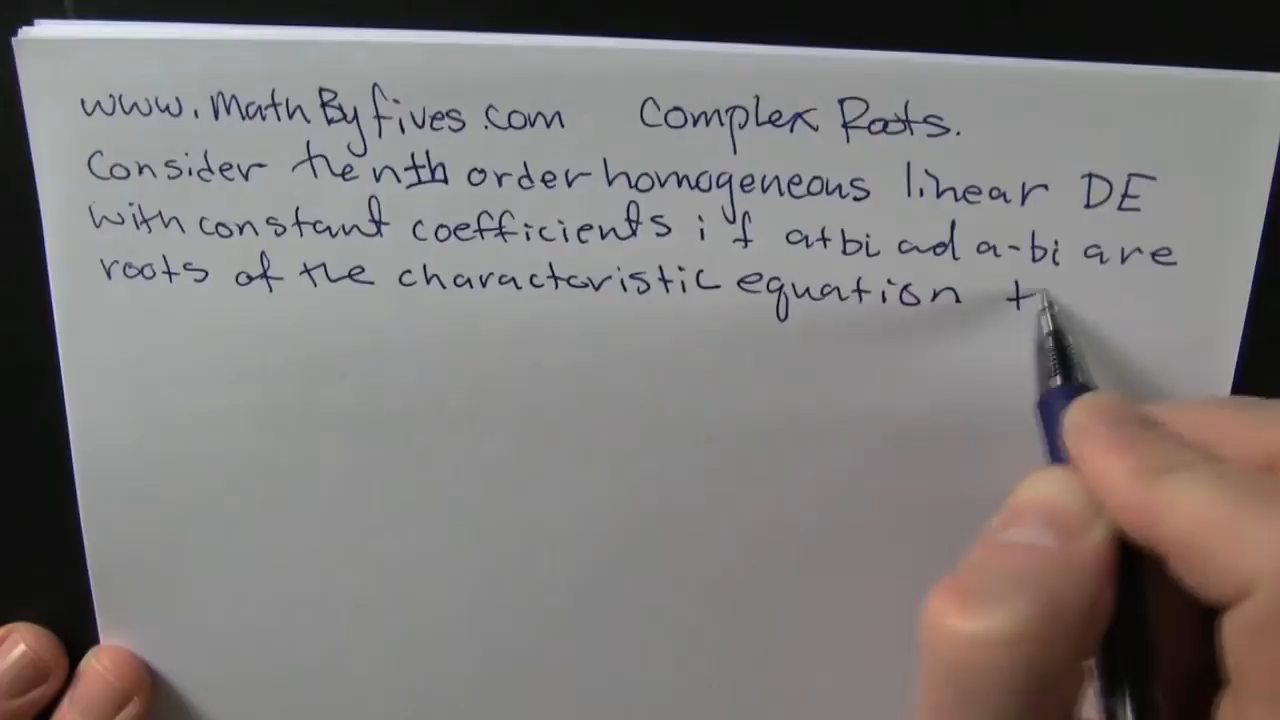 www.MathByfives.com Complex Roots.
Consider the nth order homogeneous linear DE
with constant coefficients if a+bi ad a-bi are
roots of the characteristic equation t